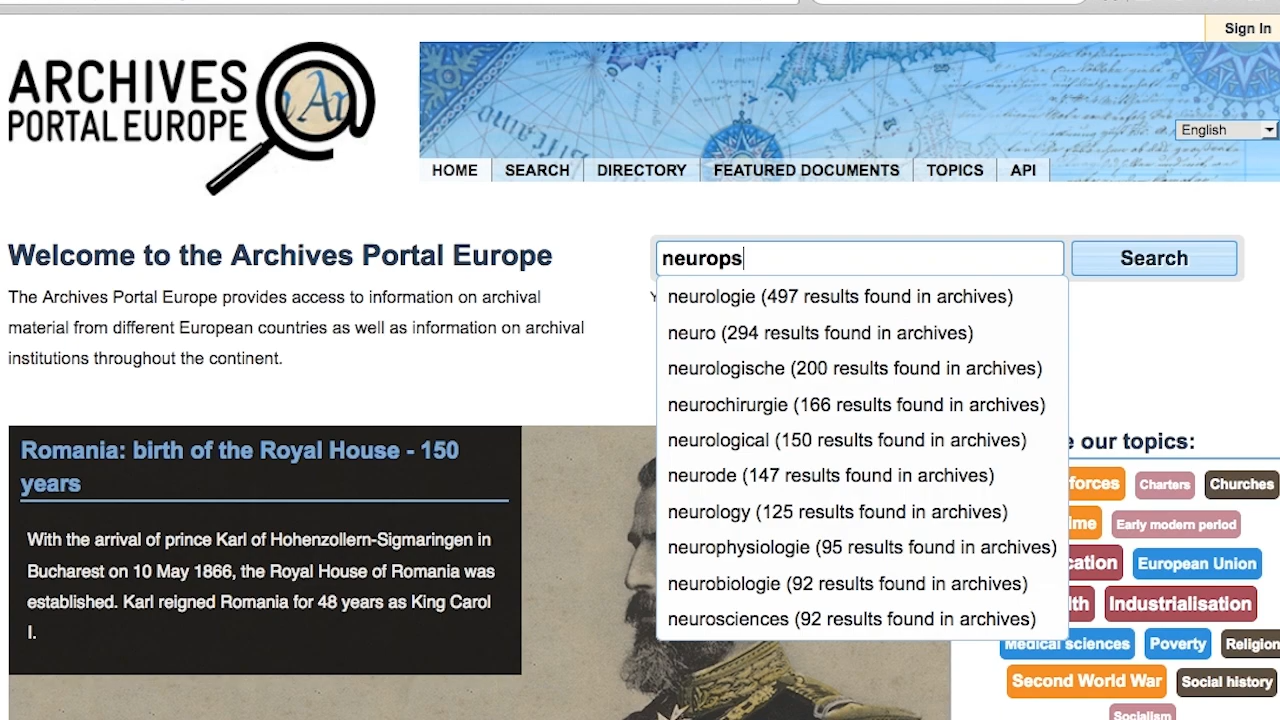 Sign In
ARCHIVES
PORTAL EUROPE
English
HOME
SEARCH
DIRECTORY
FEATURED DOCUMENTS
TOPICS
API
Welcome to the Archives Portal Europe
The Archives Portal Europe provides access to information on archival
material from different European countries as well as information on archival
institutions throughout the continent.
neurops
Search
neurologie (497 results found in archives)
neuro (294 results found in archives)
neurologische (200 results found in archives)
neurochirurgie (166 results found in archives)
neurological (150 results found in archives)
neurode (147 results found in archives)
neurology (125 results found in archives)
neurophysiologie (95 results found in archives)
neurobiologie (92 results found in archives)
neurosciences (92 results found in archives)
Romania: birth of the Royal House - 150
years
With the arrival of prince Karl of Hohenzollern-Sigmaringen in
Bucharest on 10 May 1866, the Royal House of Romania was
established. Karl reigned Romania for 48 years as King Carol
I.
e our topics:
forces
Charters
Churches
ime
Early modern period
cation
European Union
lth
Industrialisation
Medical sciences
Poverty
Religion
Second World War
Social history
Socialism